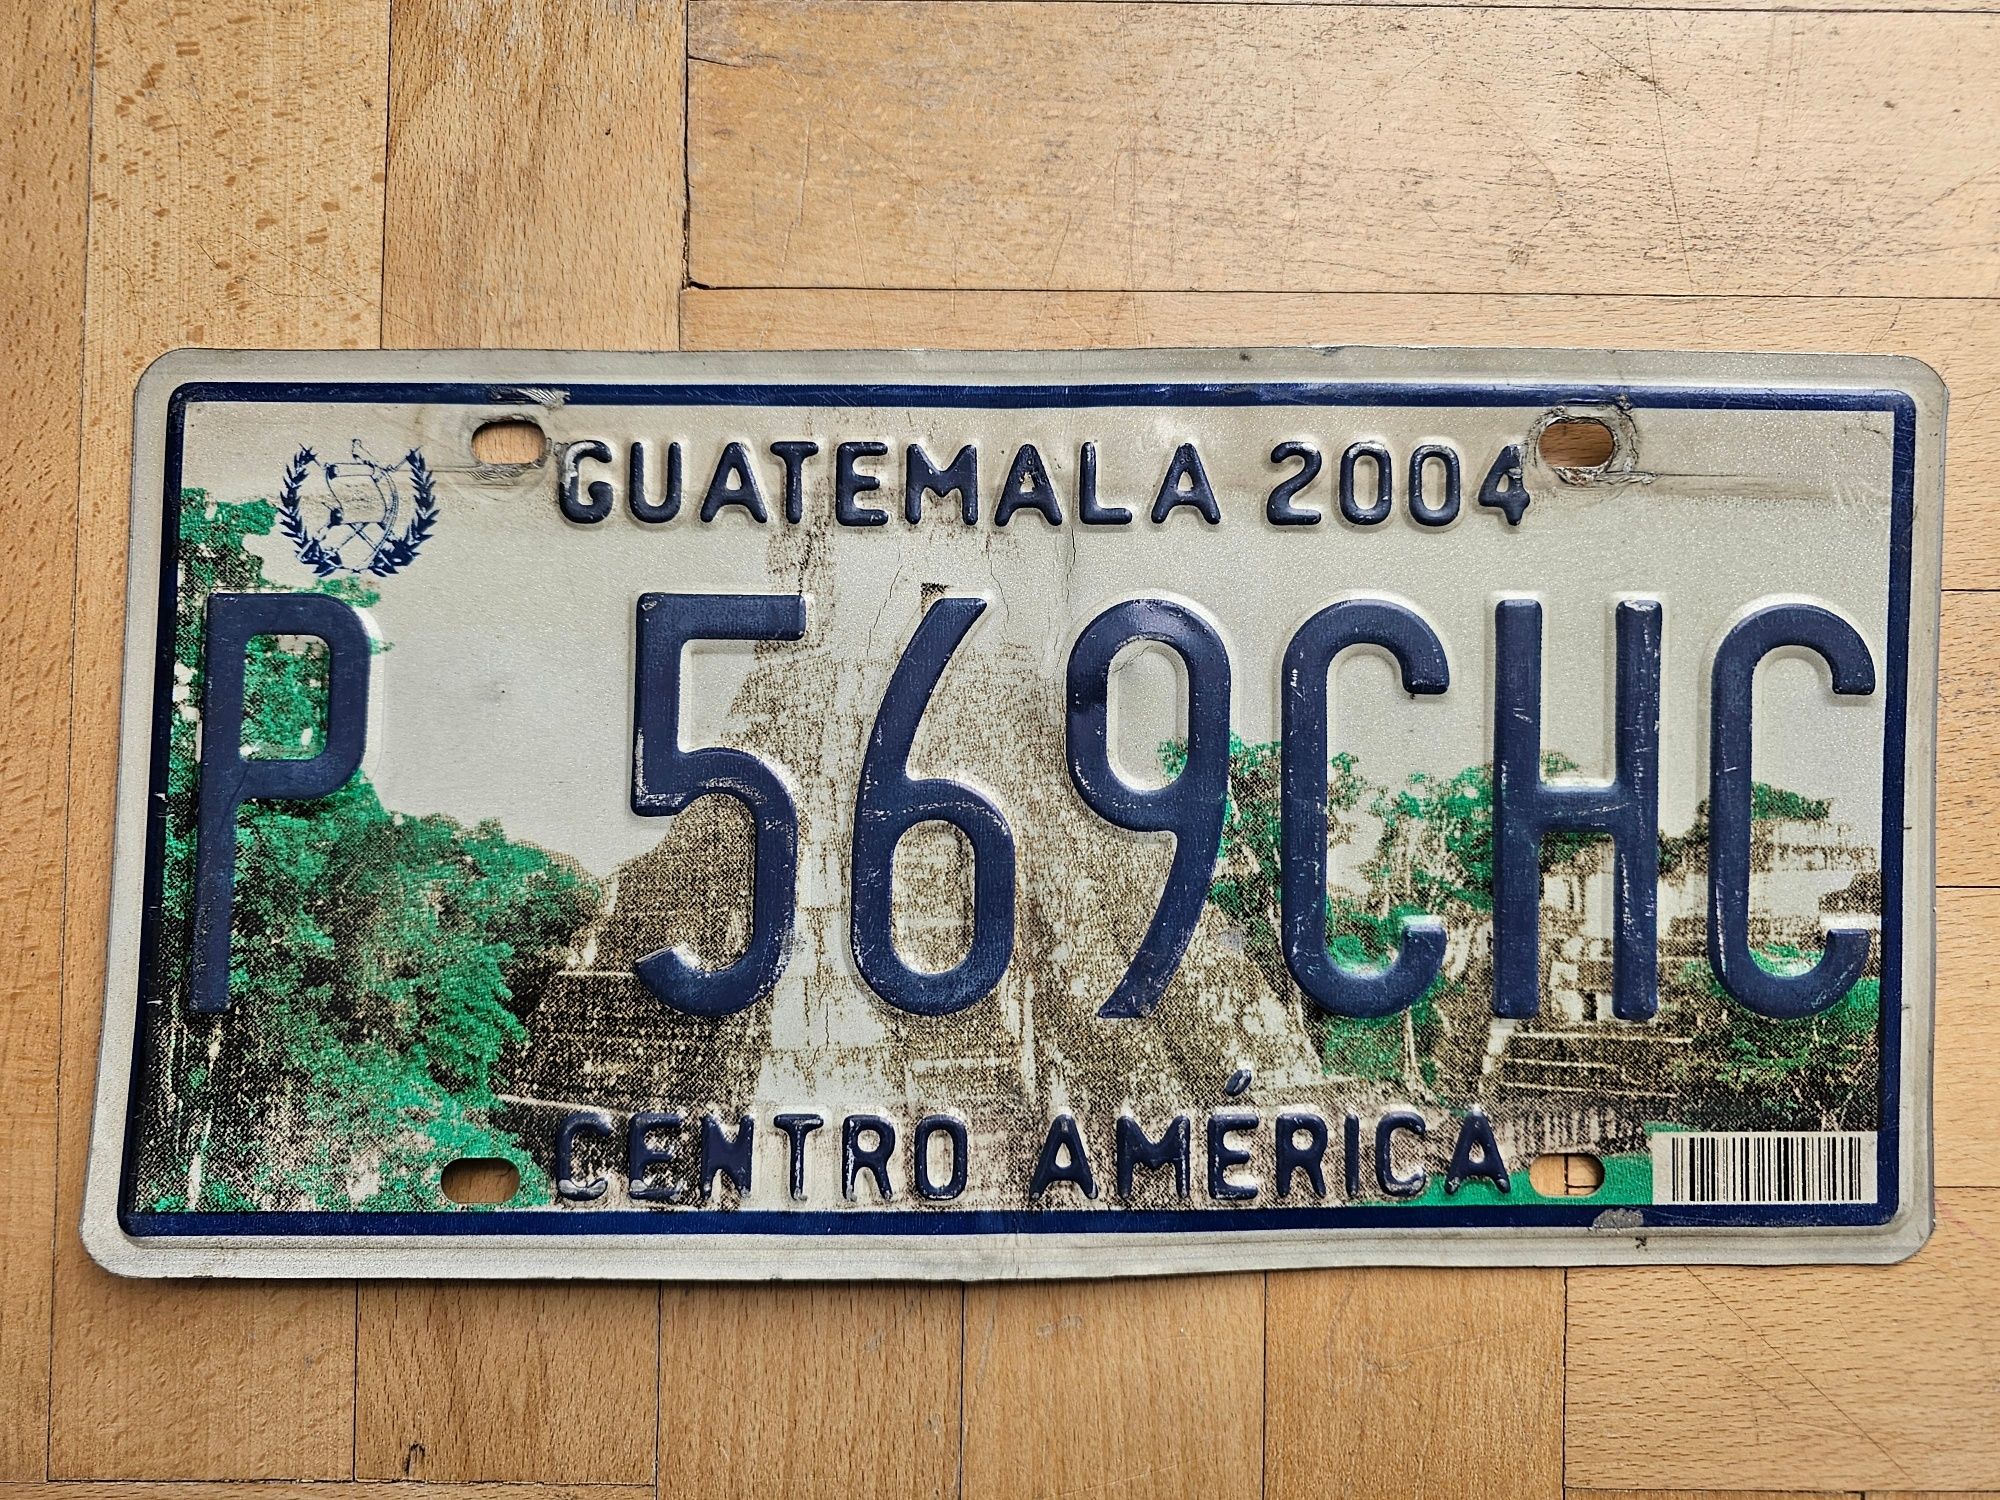 GUATEMALA 2004
P 569CHC
CENTRO AMÉRICA